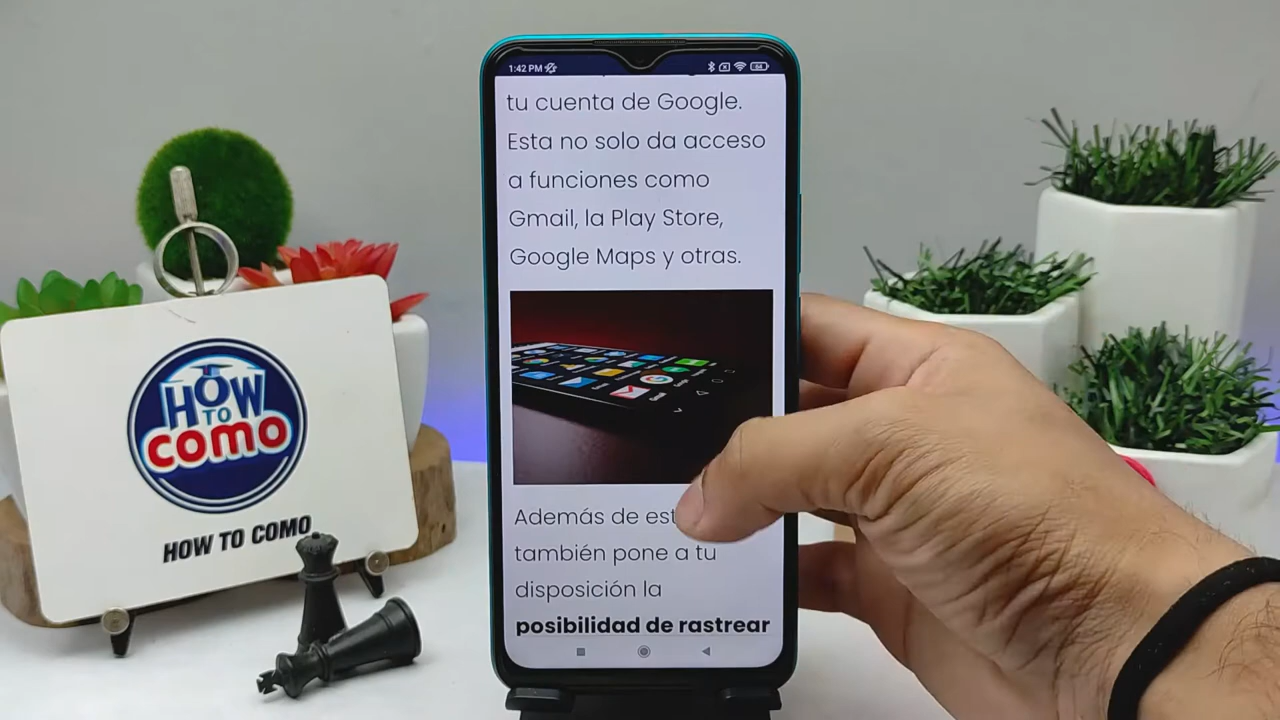 1:42 PM
64
tu cuenta de Google.
Esta no solo da acceso
a funciones como
Gmail, la Play Store,
Google Maps y otras.
Además de est
también pone a tu
disposición la
posibilidad de rastrear
HOW
TO
como
HOW TO COMO